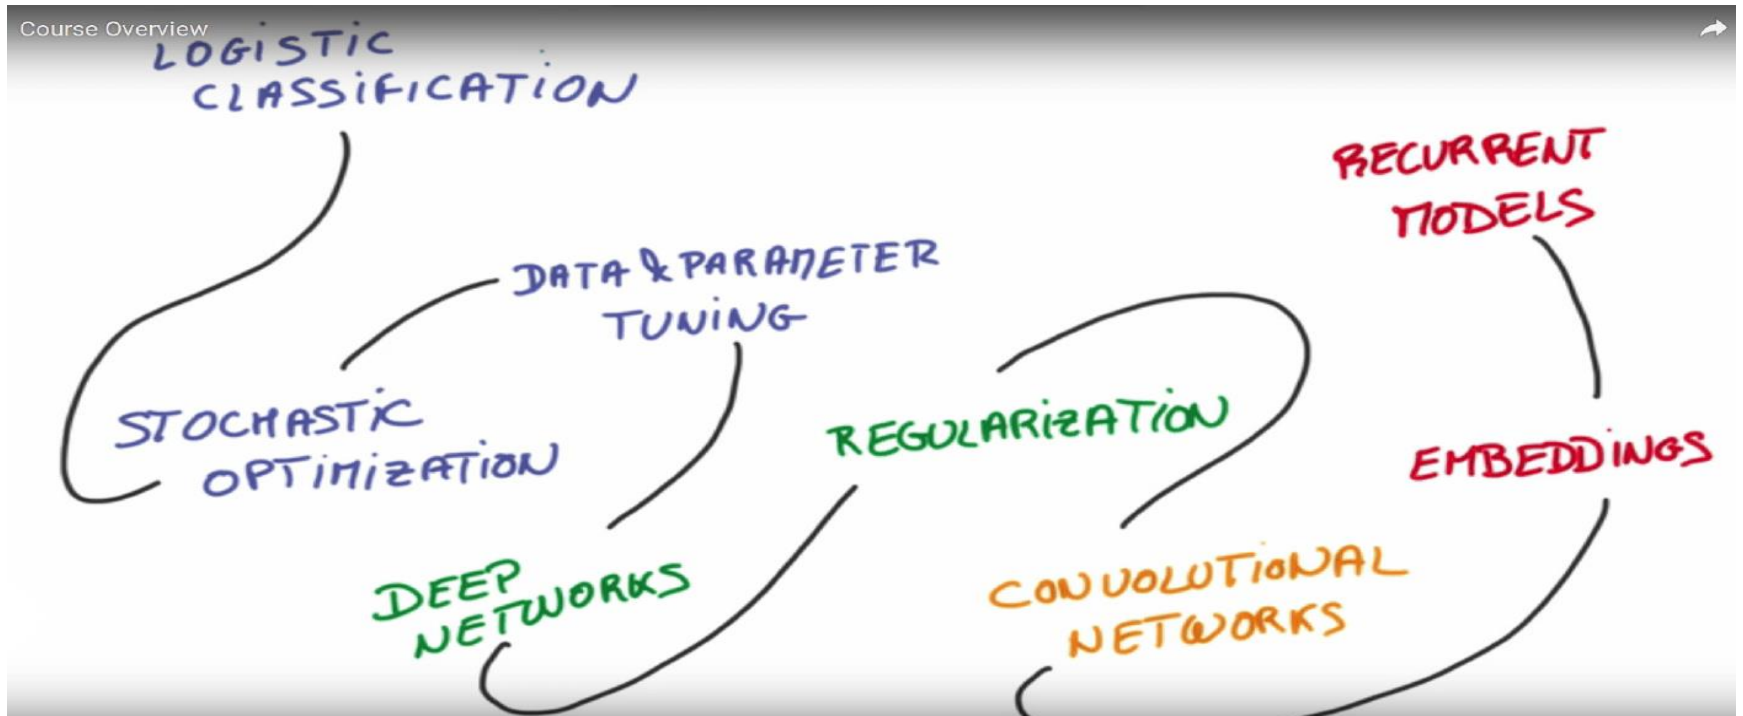 Course Overview
LOGISTIC
CLASSIFICATION
RECURRENT
MODELS
DATA & PARAMETER
TUNING
STOCHASTIC
OPTIMIZATION
REGULARIZATION
EMBEDDINGS
DEEP
NETWORKS
CONVOLUTIONAL
NETWORKS